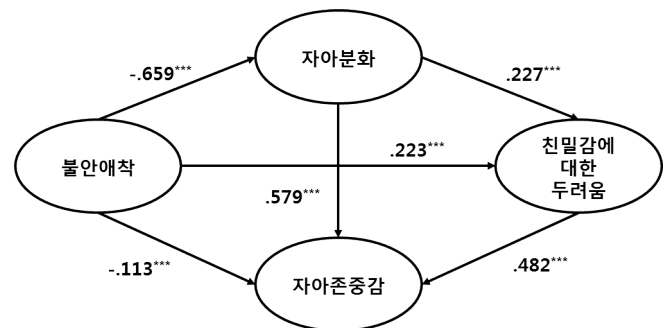 자아분화
-.659***
.227***
불안애착
.223***
친밀감에
대한
두려움
.579***
-.113***
.482***
자아존중감